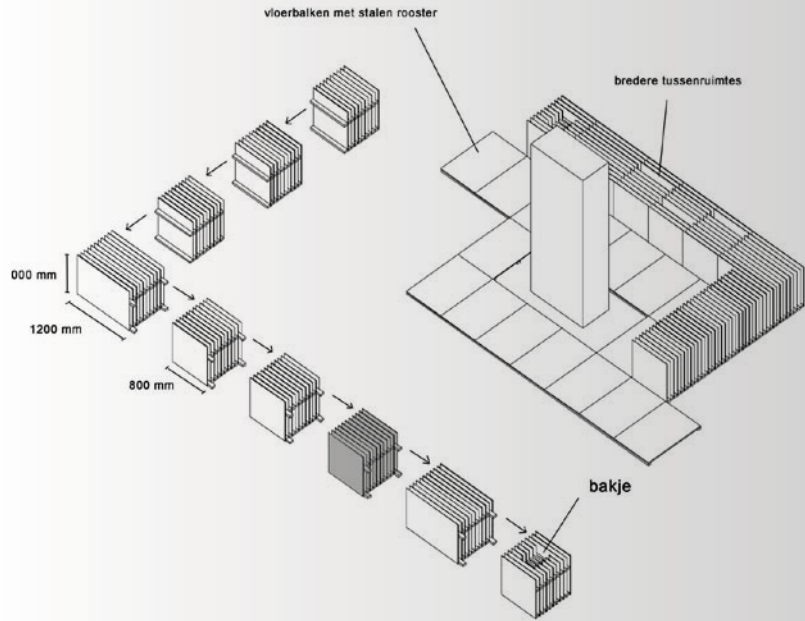 vloerbalken met stalen rooster
bredere tussenruimtes
000 mm
1200 mm
800 mm
bakje